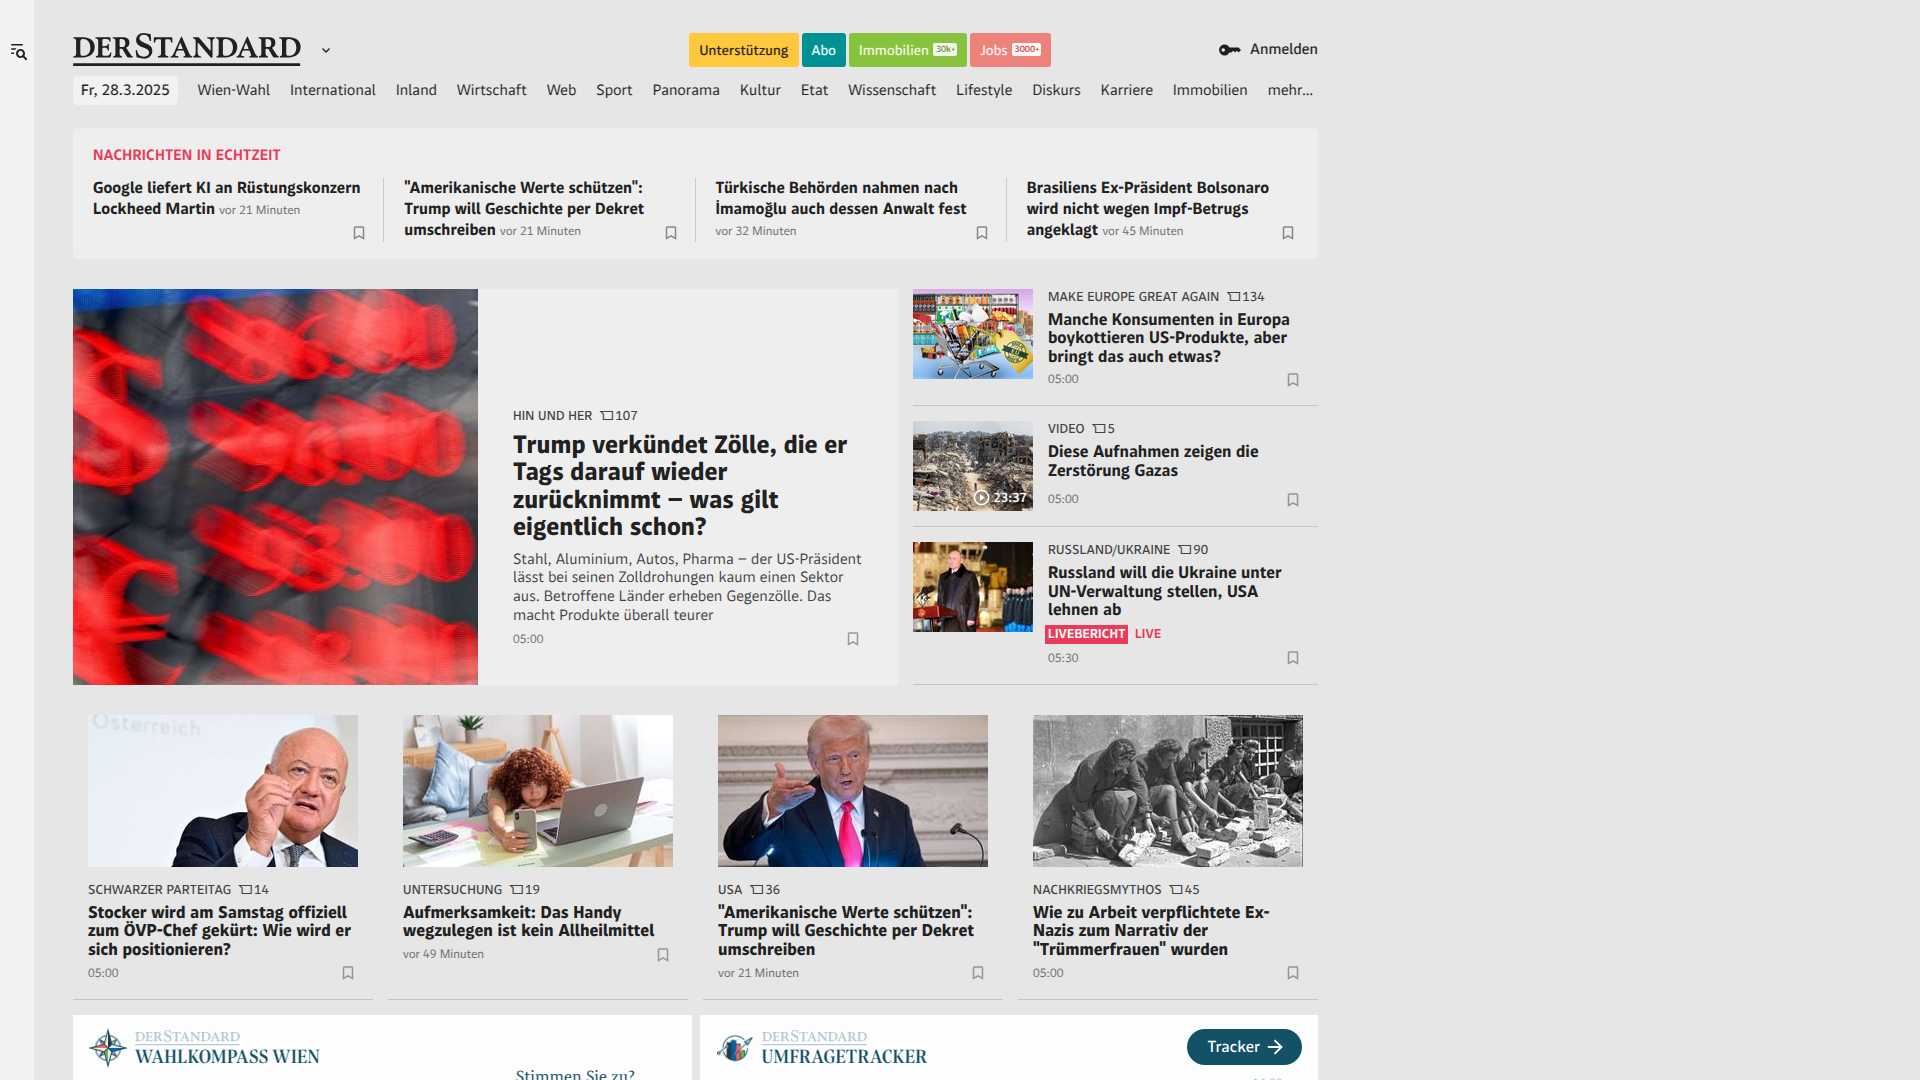 DERSTANDARD
Unterstützung
Abo
Immobilien 30k+
Jobs 3000+
Anmelden
Fr, 28.3.2025
Wien-Wahl
International
Inland
Wirtschaft
Web
Sport
Panorama
Kultur
Etat
Wissenschaft
Lifestyle
Diskurs
Karriere
Immobilien
mehr...
NACHRICHTEN IN ECHTZEIT
Google liefert KI an Rüstungskonzern
Lockheed Martin vor 21 Minuten
"Amerikanische Werte schützen":
Trump will Geschichte per Dekret
umschreiben vor 21 Minuten
Türkische Behörden nahmen nach
İmamoğlu auch dessen Anwalt fest
vor 32 Minuten
Brasiliens Ex-Präsident Bolsonaro
wird nicht wegen Impf-Betrugs
angeklagt vor 45 Minuten
HIN UND HER 107
Trump verkündet Zölle, die er
Tags darauf wieder
zurücknimmt – was gilt
eigentlich schon?
Stahl, Aluminium, Autos, Pharma – der US-Präsident
lässt bei seinen Zolldrohungen kaum einen Sektor
aus. Betroffene Länder erheben Gegenzölle. Das
macht Produkte überall teurer
05:00
MAKE EUROPE GREAT AGAIN 134
Manche Konsumenten in Europa
boykottieren US-Produkte, aber
bringt das auch etwas?
05:00
23:37
VIDEO 5
Diese Aufnahmen zeigen die
Zerstörung Gazas
05:00
RUSSLAND/UKRAINE 90
Russland will die Ukraine unter
UN-Verwaltung stellen, USA
lehnen ab
LIVEBERICHT LIVE
05:30
Österreich
SCHWARZER PARTEITAG 14
Stocker wird am Samstag offiziell
zum ÖVP-Chef gekürt: Wie wird er
sich positionieren?
05:00
UNTERSUCHUNG 19
Aufmerksamkeit: Das Handy
wegzulegen ist kein Allheilmittel
vor 49 Minuten
USA 36
"Amerikanische Werte schützen":
Trump will Geschichte per Dekret
umschreiben
vor 21 Minuten
NACHKRIEGSMYTHOS 45
Wie zu Arbeit verpflichtete Ex-
Nazis zum Narrativ der
"Trümmerfrauen" wurden
05:00
DERSTANDARD
WAHLKOMPASS WIEN
Stimmen Sie zu?
DERSTANDARD
UMFRAGETRACKER
Tracker